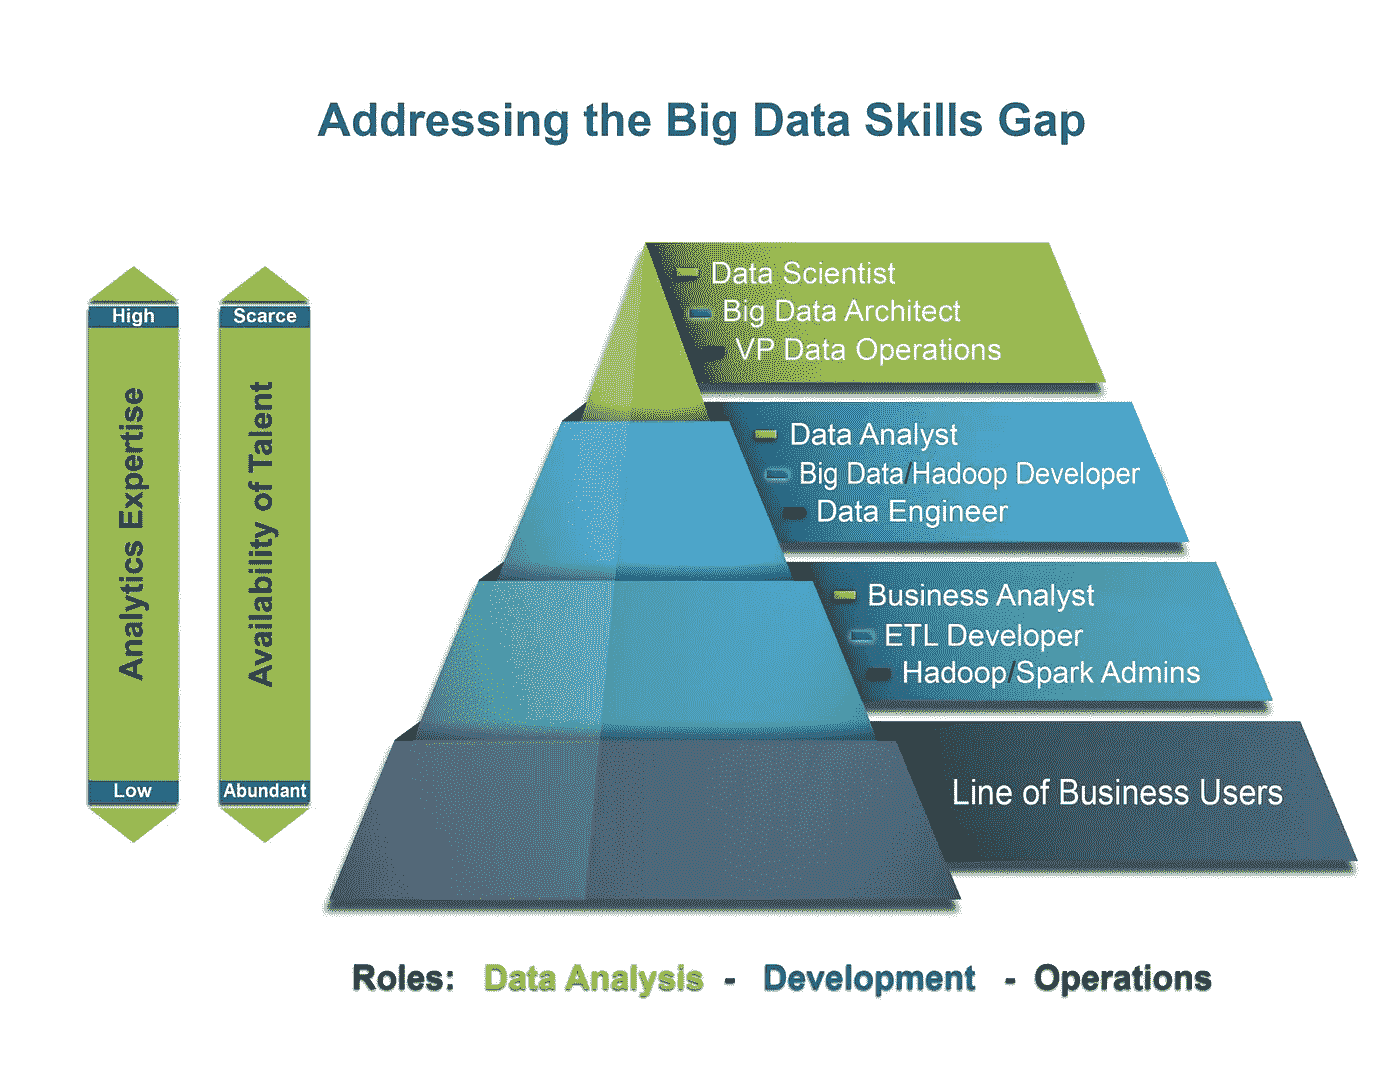 Addressing the Big Data Skills Gap
High
Analytics Expertise
Low
Scarce
Availability of Talent
Abundant
Data Scientist
Big Data Architect
VP Data Operations
Data Analyst
Big Data/Hadoop Developer
Data Engineer
Business Analyst
ETL Developer
Hadoop/Spark Admins
Line of Business Users
Roles: Data Analysis - Development - Operations